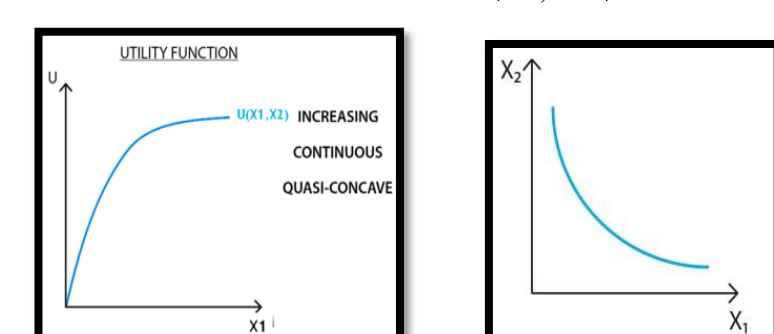 UTILITY FUNCTION
U
U(X1,X2) INCREASING
CONTINUOUS
QUASI-CONCAVE
X1
X₂
X₁